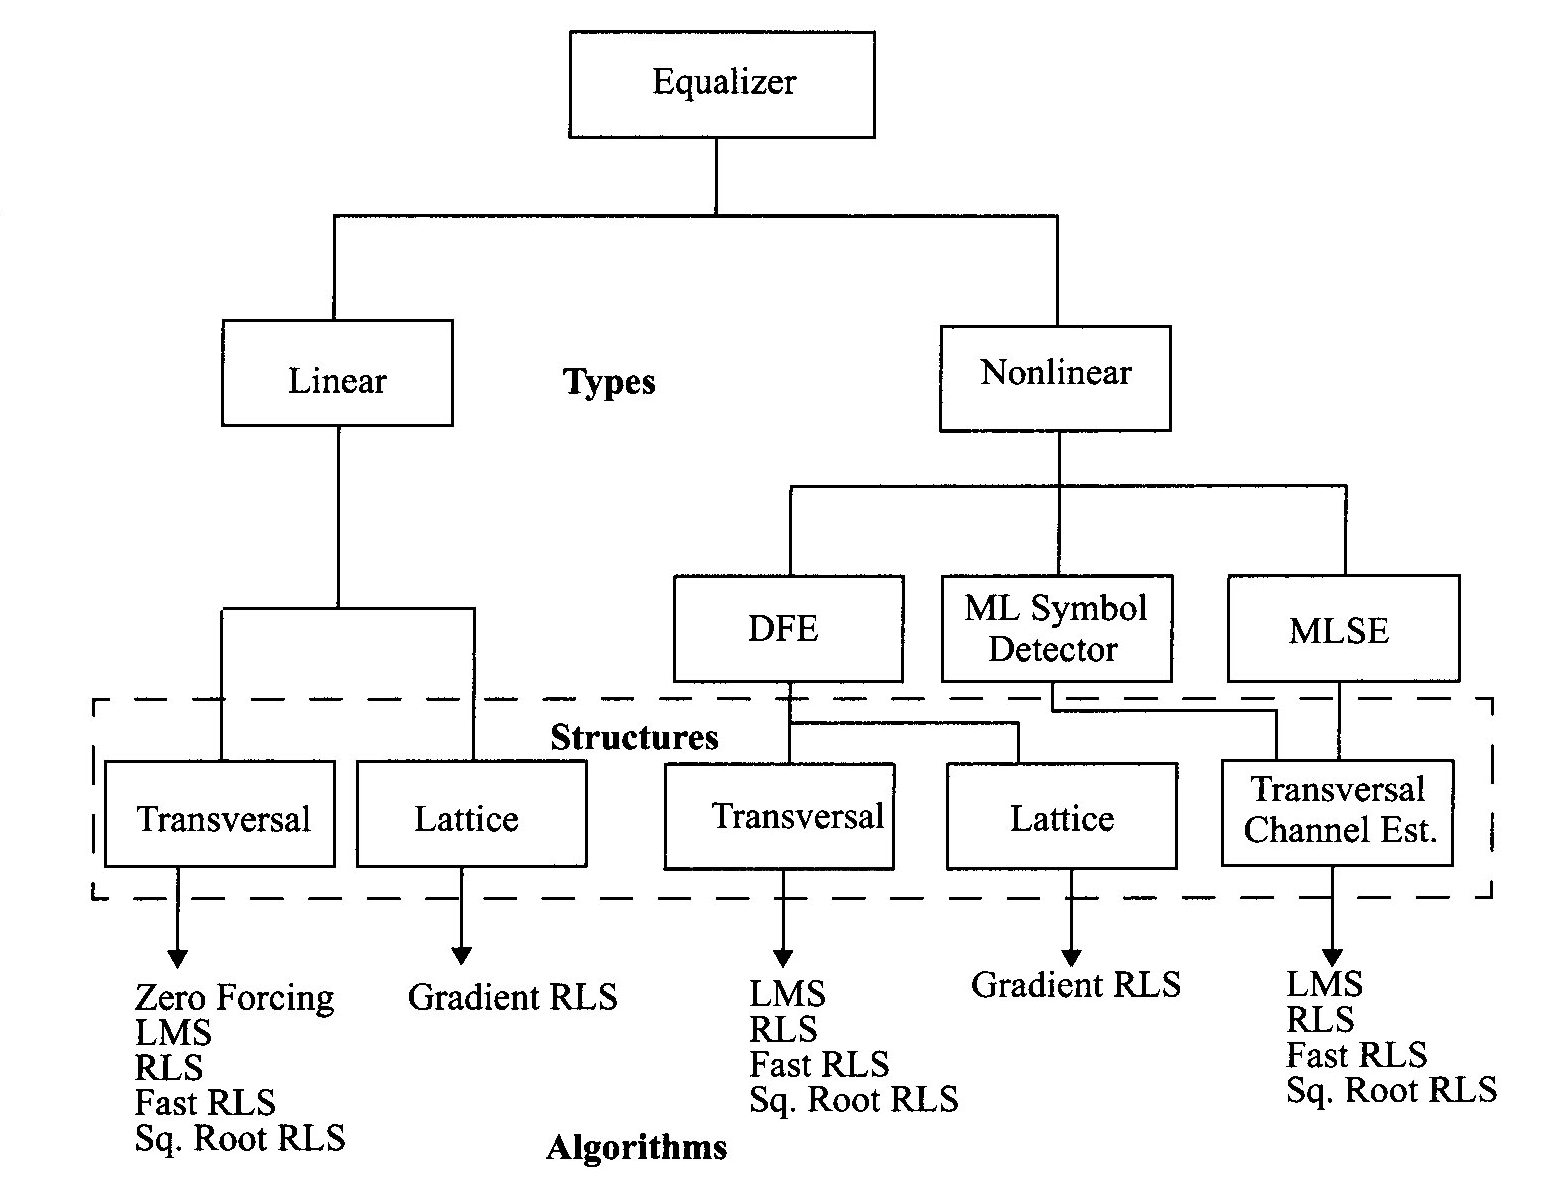 Equalizer
Linear
Types
Nonlinear
DFE
ML Symbol
Detector
MLSE
Structures
Transversal
Lattice
Transversal
Lattice
Transversal
Channel Est.
Zero Forcing
LMS
RLS
Fast RLS
Sq. Root RLS
Gradient RLS
LMS
RLS
Fast RLS
Sq. Root RLS
Gradient RLS
LMS
RLS
Fast RLS
Sq. Root RLS
Algorithms